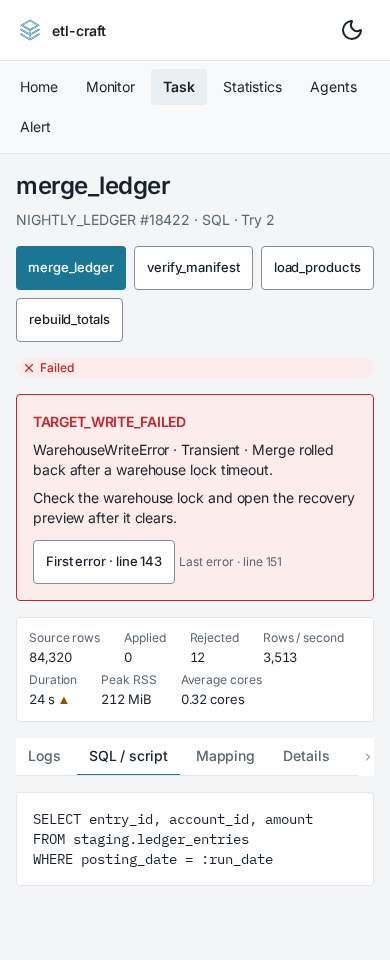 etl-craft
Home Monitor Task Statistics Agents
Alert
merge_ledger
NIGHTLY_LEDGER #18422 · SQL · Try 2
merge_ledger verify_manifest load_products
rebuild_totals
Failed
TARGET_WRITE_FAILED
WarehouseWriteError · Transient · Merge rolled
back after a warehouse lock timeout.
Check the warehouse lock and open the recovery
preview after it clears.
First error · line 143 Last error · line 151
Source rows Applied Rejected Rows / second
84,320 0 12 3,513
Duration Peak RSS Average cores
24 s ▲ 212 MiB 0.32 cores
Logs SQL / script Mapping Details
SELECT entry_id, account_id, amount
FROM staging.ledger_entries
WHERE posting_date = :run_date